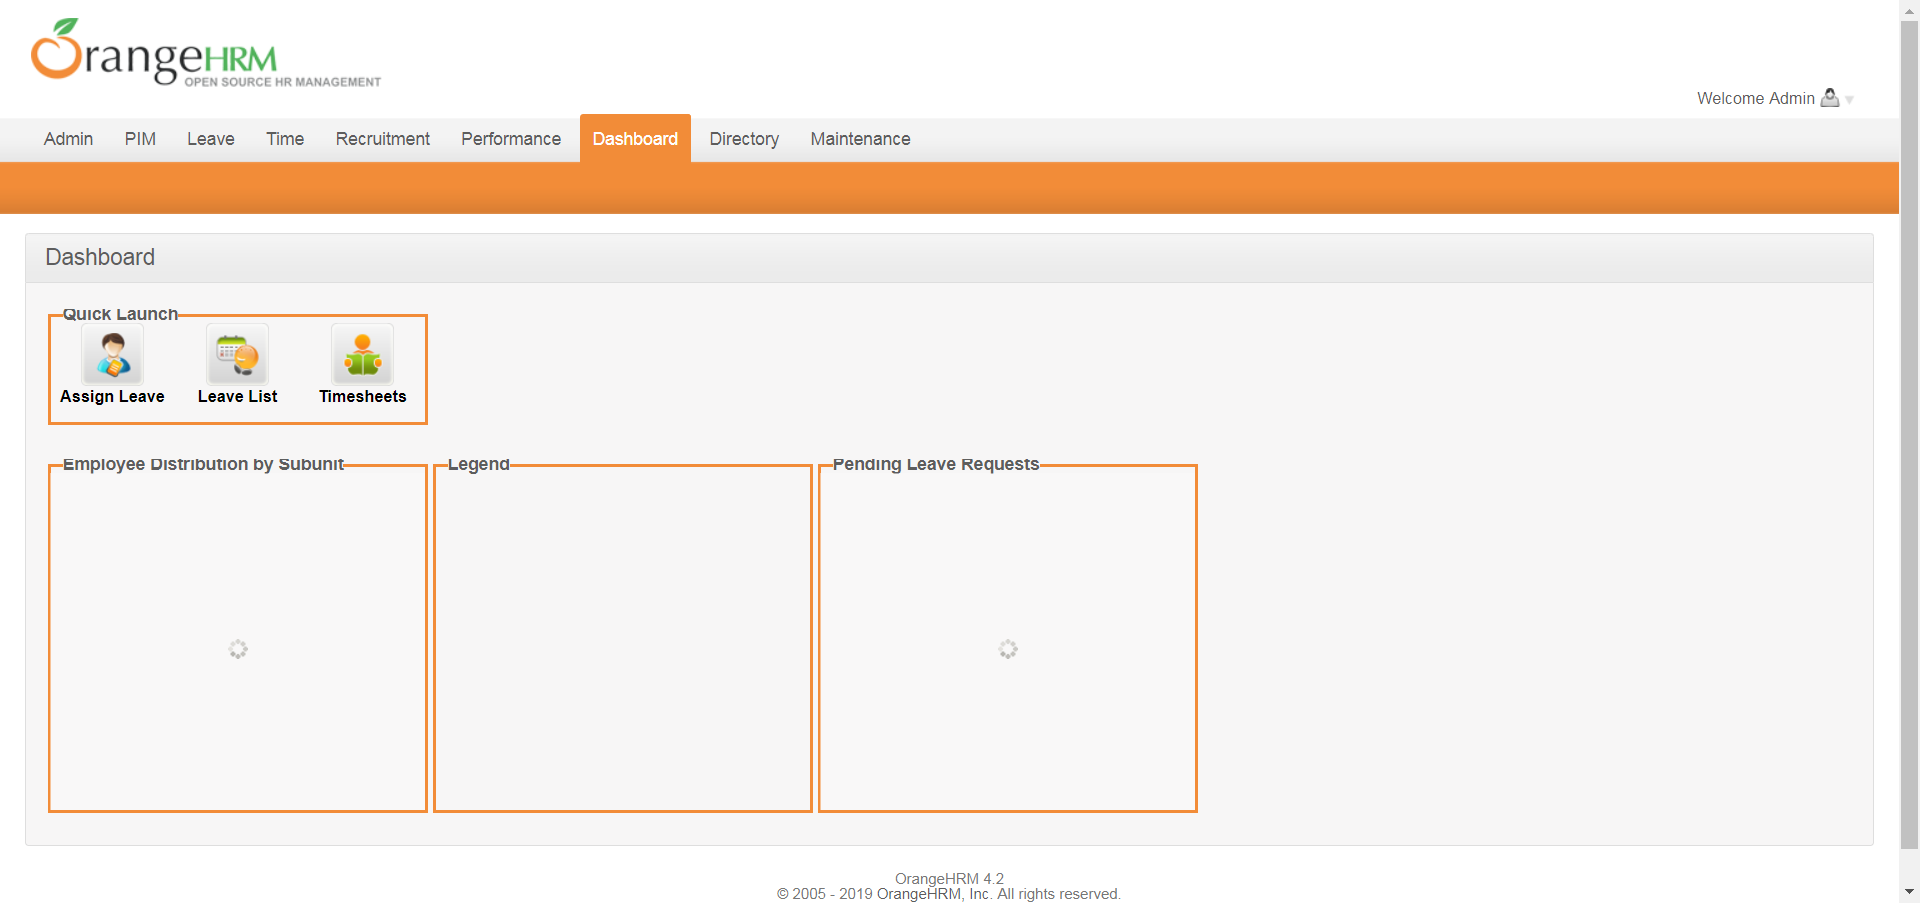 OrangeHRM
OPEN SOURCE HR MANAGEMENT
Welcome Admin
Admin PIM Leave Time Recruitment Performance Dashboard Directory Maintenance
Dashboard
Quick Launch
Assign Leave Leave List Timesheets
Employee Distribution by Subunit Legend Pending Leave Requests
OrangeHRM 4.2
© 2005 - 2019 OrangeHRM, Inc. All rights reserved.